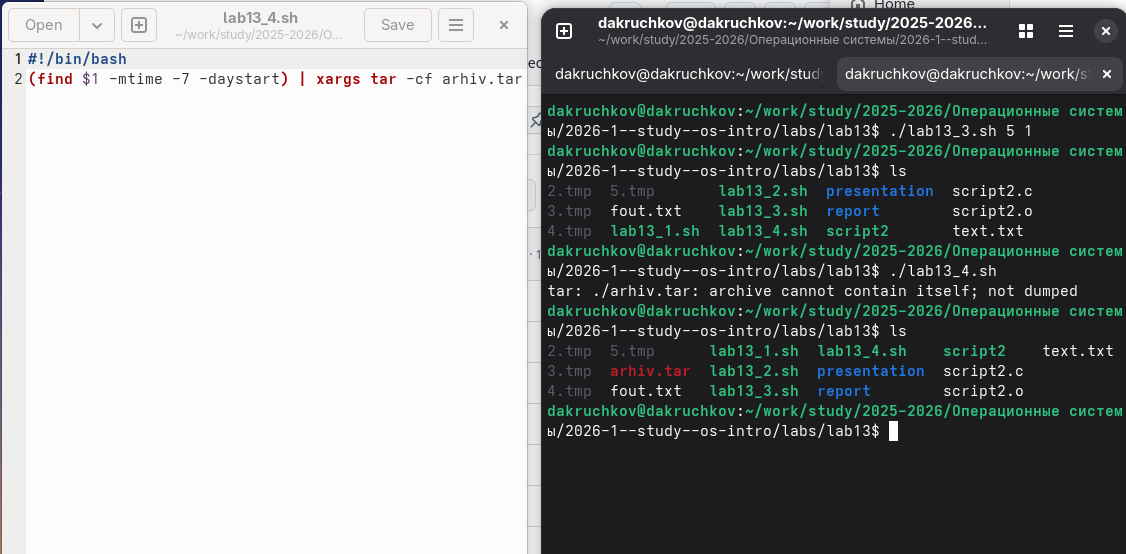 Open
lab13_4.sh
~/work/study/2025-2026/O...
Save
1 #!/bin/bash
2 (find $1 -mtime -7 -daystart) | xargs tar -cf arhiv.tar
Home
dakruchkov@dakruchkov:~/work/study/2025-2026...
~/work/study/2025-2026/Операционные системы/2026-1--stud...
dakruchkov@dakruchkov:~/work/stud
dakruchkov@dakruchkov:~/work/s
dakruchkov@dakruchkov:~/work/study/2025-2026/Операционные систем
ы/2026-1--study--os-intro/labs/lab13$ ./lab13_3.sh 5 1
dakruchkov@dakruchkov:~/work/study/2025-2026/Операционные систем
ы/2026-1--study--os-intro/labs/lab13$ ls
2.tmp 5.tmp lab13_2.sh presentation script2.c
3.tmp fout.txt lab13_3.sh report script2.o
4.tmp lab13_1.sh lab13_4.sh script2 text.txt
dakruchkov@dakruchkov:~/work/study/2025-2026/Операционные систем
ы/2026-1--study--os-intro/labs/lab13$ ./lab13_4.sh
tar: ./arhiv.tar: archive cannot contain itself; not dumped
dakruchkov@dakruchkov:~/work/study/2025-2026/Операционные систем
ы/2026-1--study--os-intro/labs/lab13$ ls
2.tmp 5.tmp lab13_1.sh lab13_4.sh script2 text.txt
3.tmp arhiv.tar lab13_2.sh presentation script2.c
4.tmp fout.txt lab13_3.sh report script2.o
dakruchkov@dakruchkov:~/work/study/2025-2026/Операционные систем
ы/2026-1--study--os-intro/labs/lab13$